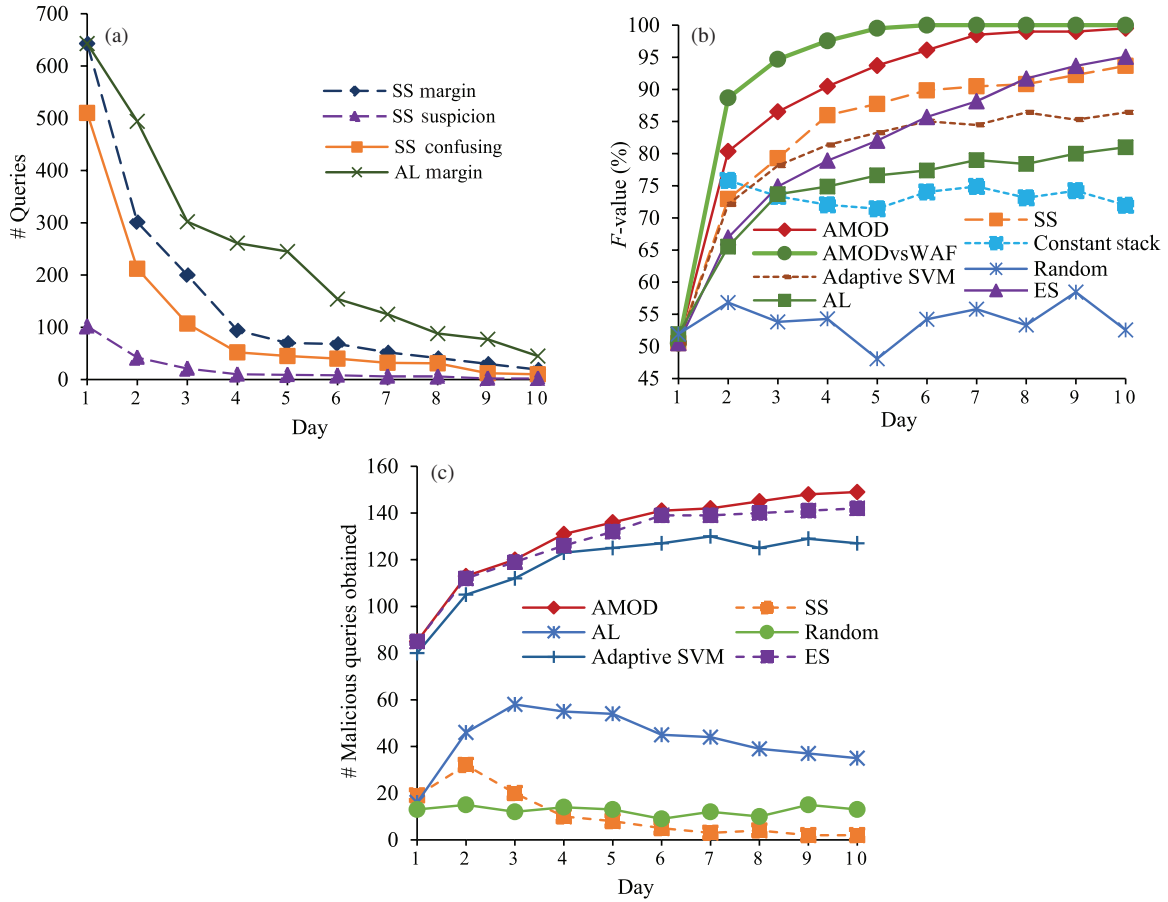 (a)
700
600
500
400
300
200
100
0
# Queries
1 2 3 4 5 6 7 8 9 10
Day
SS margin
SS suspicion
SS confusing
AL margin
(b)
100
95
90
85
80
75
70
65
60
55
50
45
F-value (%)
1 2 3 4 5 6 7 8 9 10
Day
AMOD
AMODvsWAF
Adaptive SVM
AL
SS
Constant stack
Random
ES
(c)
160
140
120
100
80
60
40
20
0
# Malicious queries obtained
1 2 3 4 5 6 7 8 9 10
Day
AMOD
AL
Adaptive SVM
SS
Random
ES